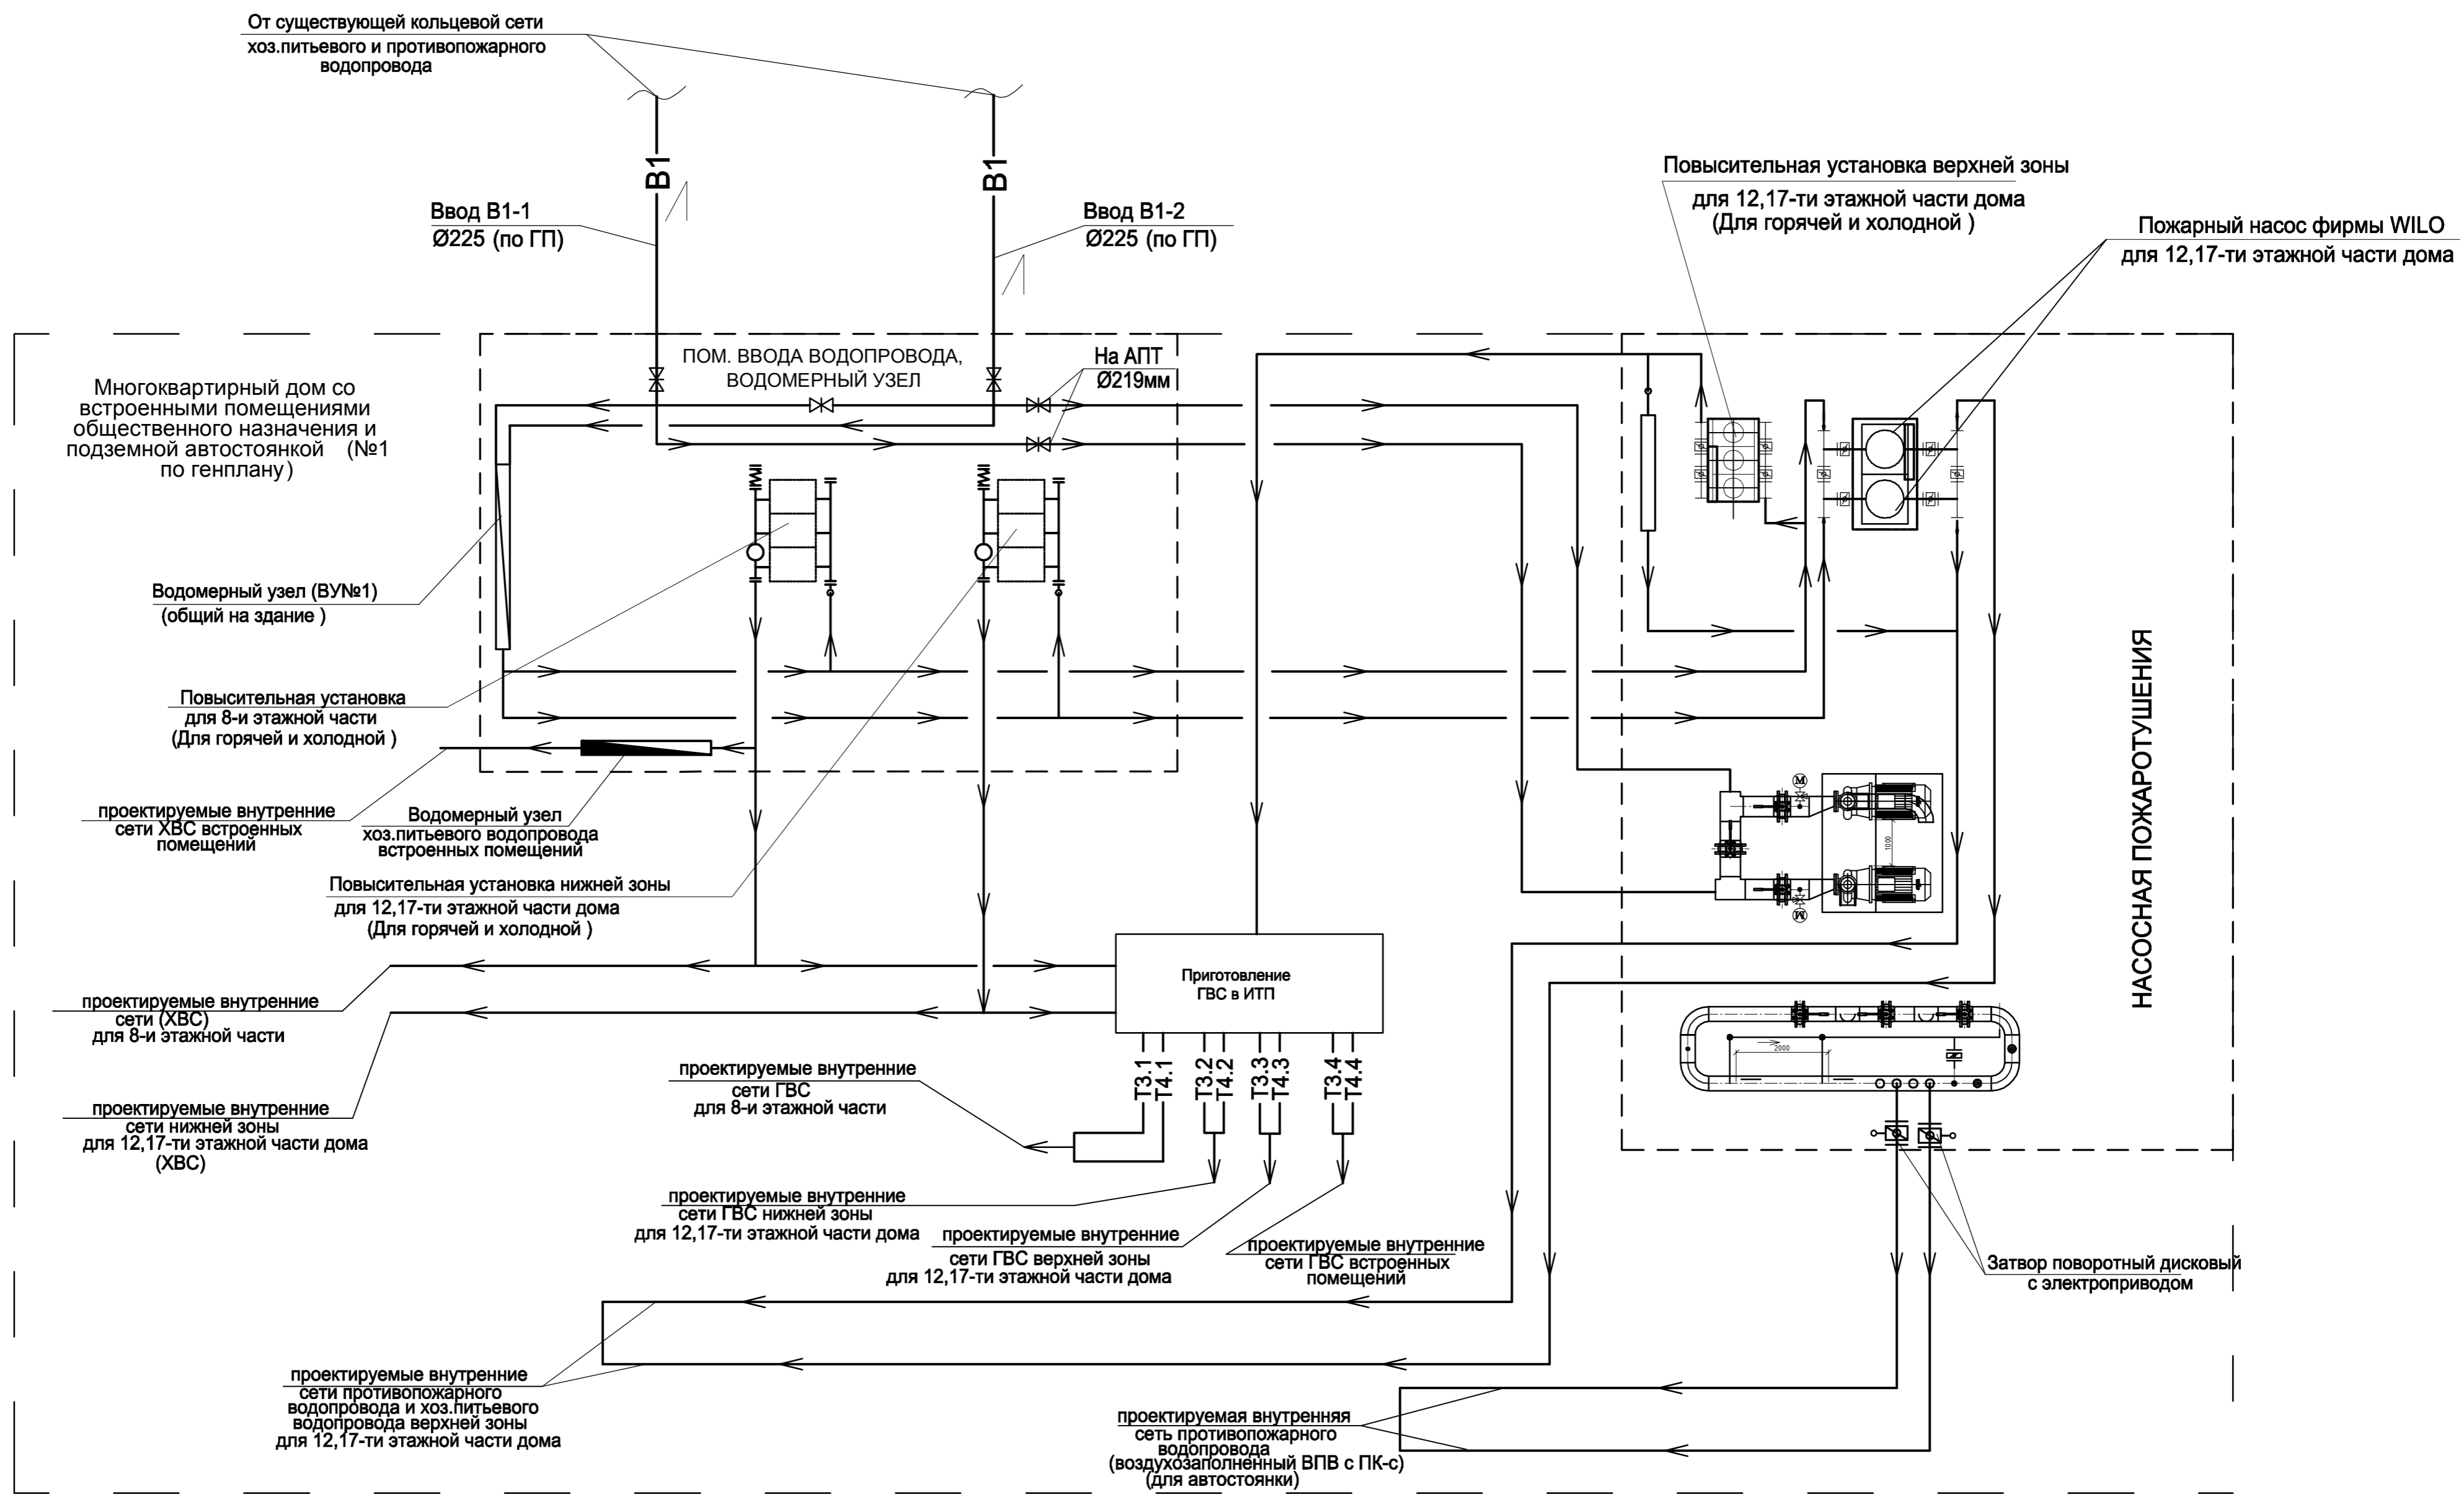 От существующей кольцевой сети
хоз.питьевого и противопожарного
водопровода
В1
В1
Ввод В1-1
Ø225 (по ГП)
Ввод В1-2
Ø225 (по ГП)
Повысительная установка верхней зоны
для 12,17-ти этажной части дома
(Для горячей и холодной )
Пожарный насос фирмы WILO
для 12,17-ти этажной части дома
Многоквартирный дом со
встроенными помещениями
общественного назначения и
подземной автостоянкой (№1
по генплану)
ПОМ. ВВОДА ВОДОПРОВОДА,
ВОДОМЕРНЫЙ УЗЕЛ
На АПТ
Ø219мм
Водомерный узел (ВУ№1)
(общий на здание )
Повысительная установка
для 8-и этажной части
(Для горячей и холодной )
проектируемые внутренние
сети ХВС встроенных
помещений
Водомерный узел
хоз.питьевого водопровода
встроенных помещений
Повысительная установка нижней зоны
для 12,17-ти этажной части дома
(Для горячей и холодной )
НАСОСНАЯ ПОЖАРОТУШЕНИЯ
М
1000
М
Приготовление
ГВС в ИТП
проектируемые внутренние
сети (ХВС)
для 8-и этажной части
2000
проектируемые внутренние
сети нижней зоны
для 12,17-ти этажной части дома
(ХВС)
проектируемые внутренние
сети ГВС
для 8-и этажной части
Т3.1
Т4.1
Т3.2
Т4.2
Т3.3
Т4.3
Т3.4
Т4.4
проектируемые внутренние
сети ГВС нижней зоны
для 12,17-ти этажной части дома
проектируемые внутренние
сети ГВС верхней зоны
для 12,17-ти этажной части дома
проектируемые внутренние
сети ГВС встроенных
помещений
Затвор поворотный дисковый
с электроприводом
проектируемые внутренние
сети противопожарного
водопровода и хоз.питьевого
водопровода верхней зоны
для 12,17-ти этажной части дома
проектируемая внутренняя
сеть противопожарного
водопровода
(воздухозаполненный ВПВ с ПК-с)
(для автостоянки)